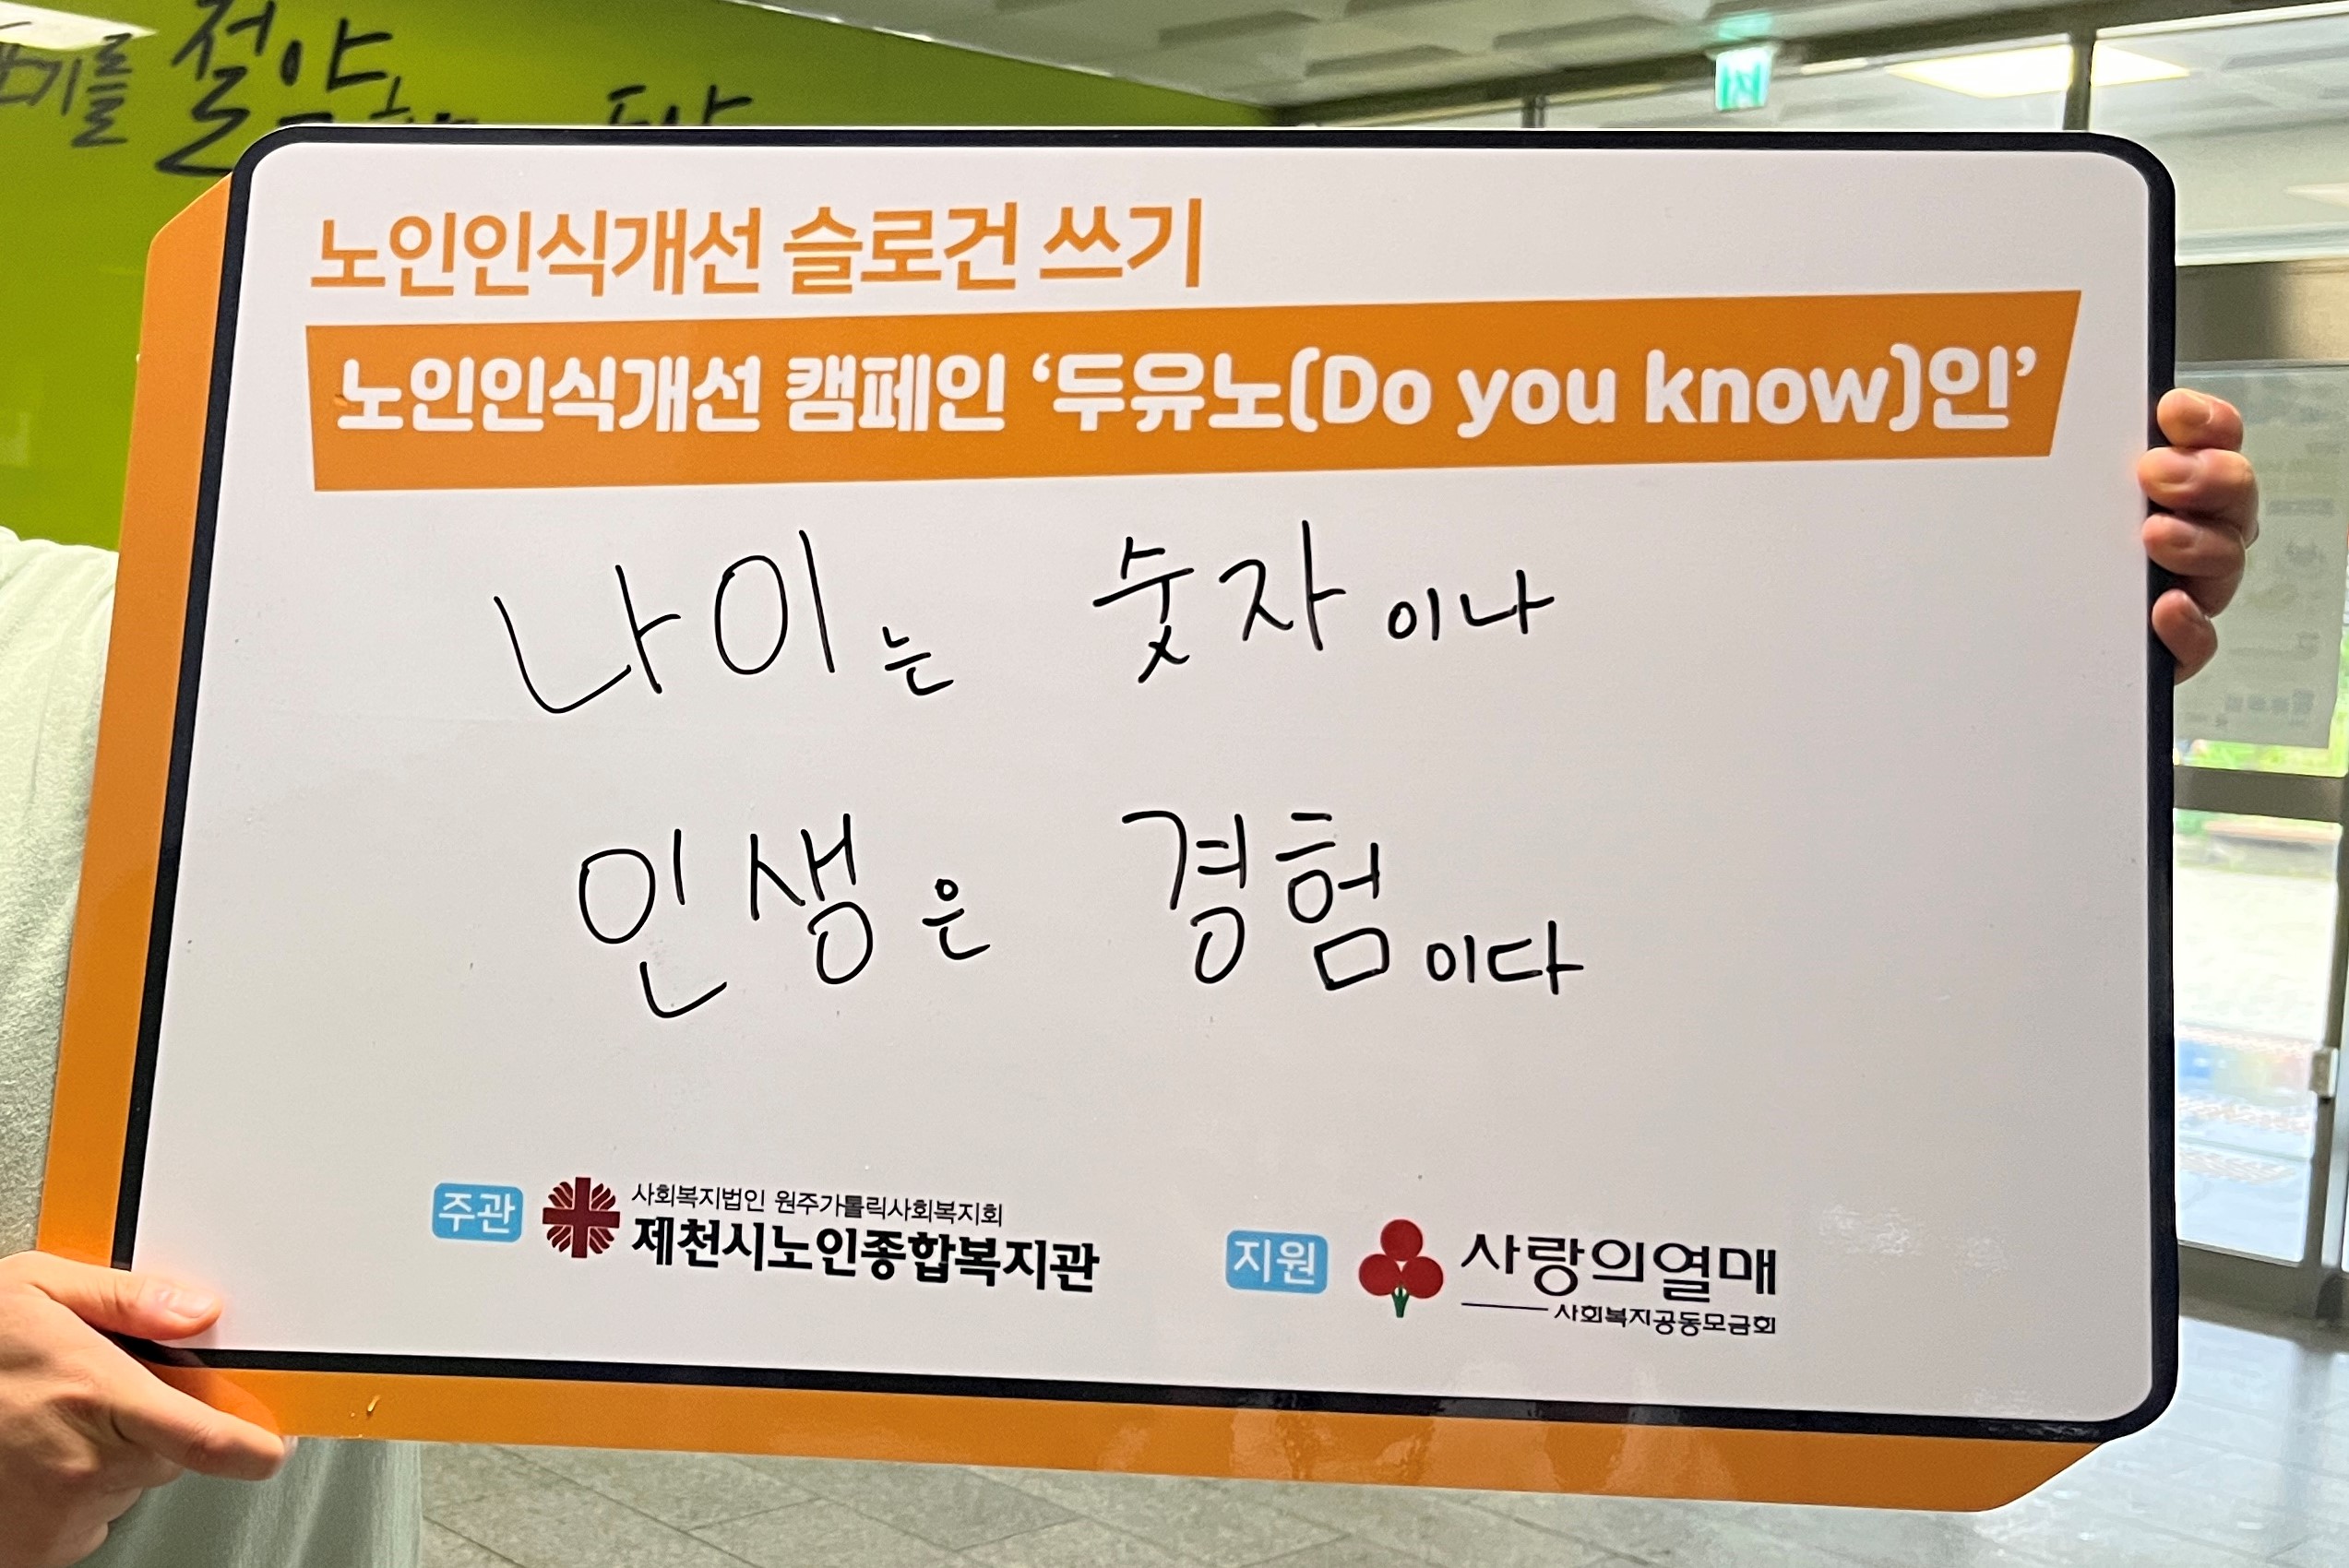 절약
노인인식개선 슬로건 쓰기
노인인식개선 캠페인 ‘두유노(Do you know)인’
나이는 숫자이나
인생은 경험이다
주관
사회복지법인 원주가톨릭사회복지회
제천시노인종합복지관
지원
사랑의열매
사회복지공동모금회